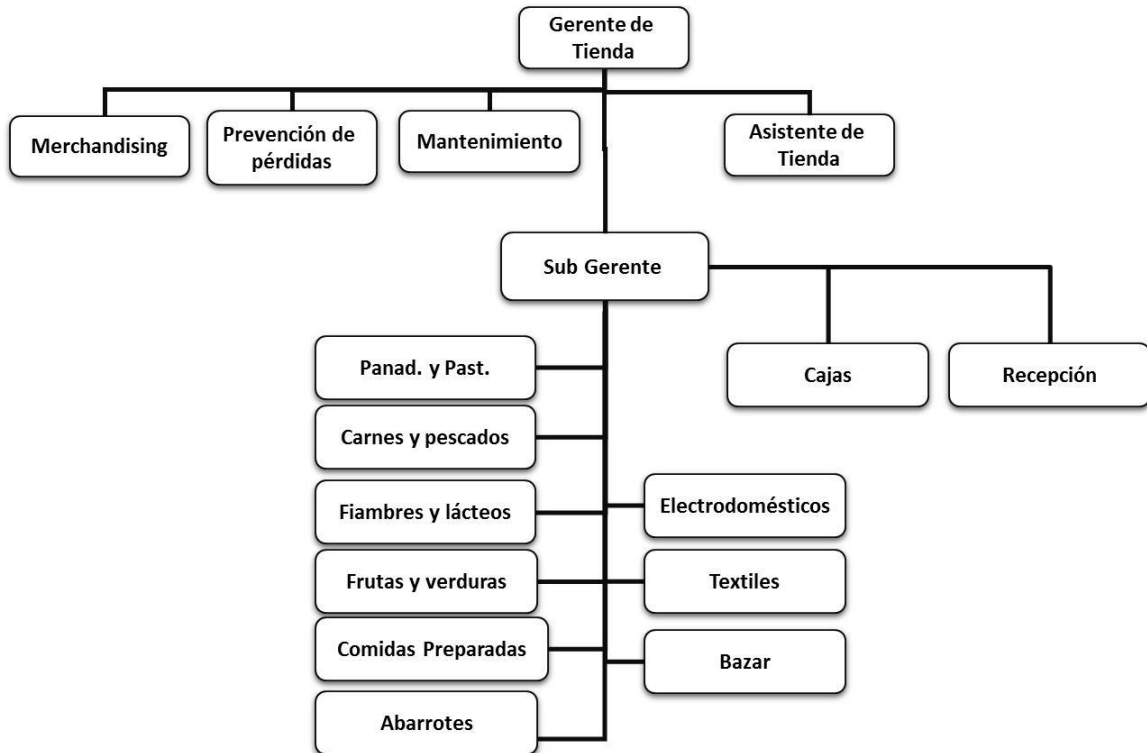 Gerente de
Tienda
Merchandising
Prevención de
pérdidas
Mantenimiento
Asistente de
Tienda
Sub Gerente
Cajas
Recepción
Panad. y Past.
Carnes y pescados
Fiambres y lácteos
Frutas y verduras
Comidas Preparadas
Abarrotes
Electrodomésticos
Textiles
Bazar